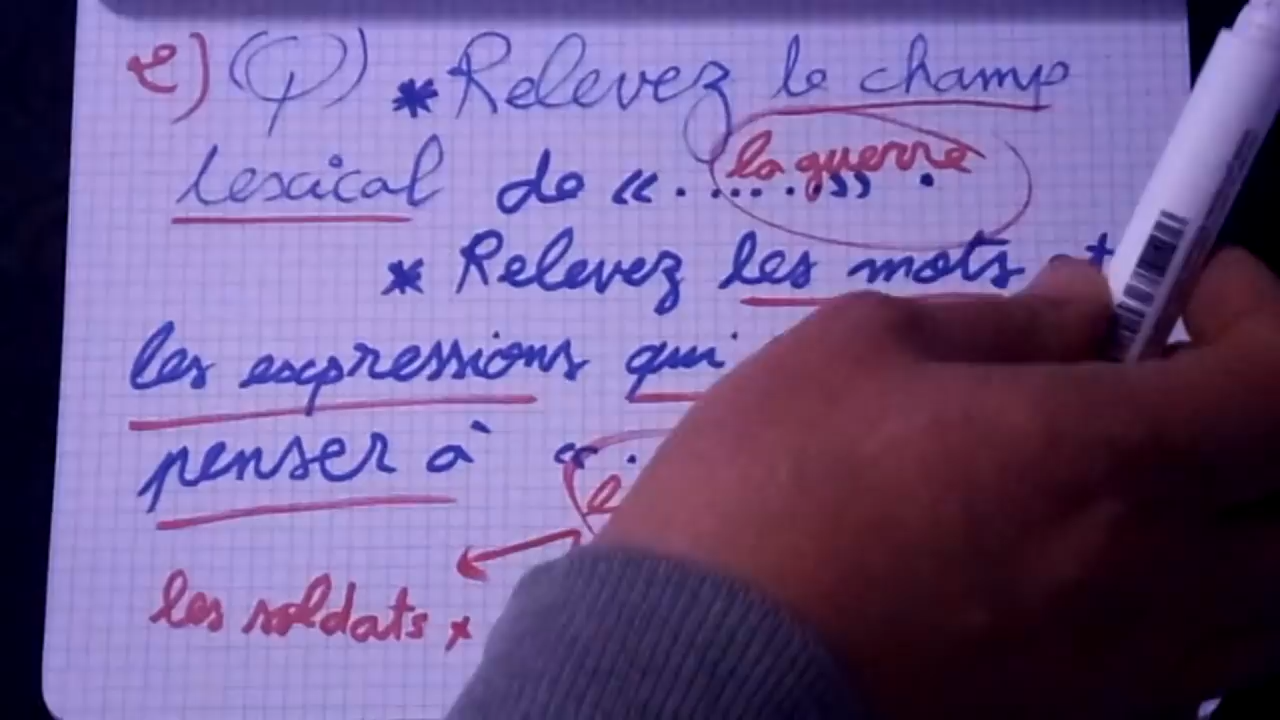 e) (Q) * Relevez le champ
lexical de «.......» .
la guerre
* Relevez les mots
les expressions qui
penser à « .
les soldats *